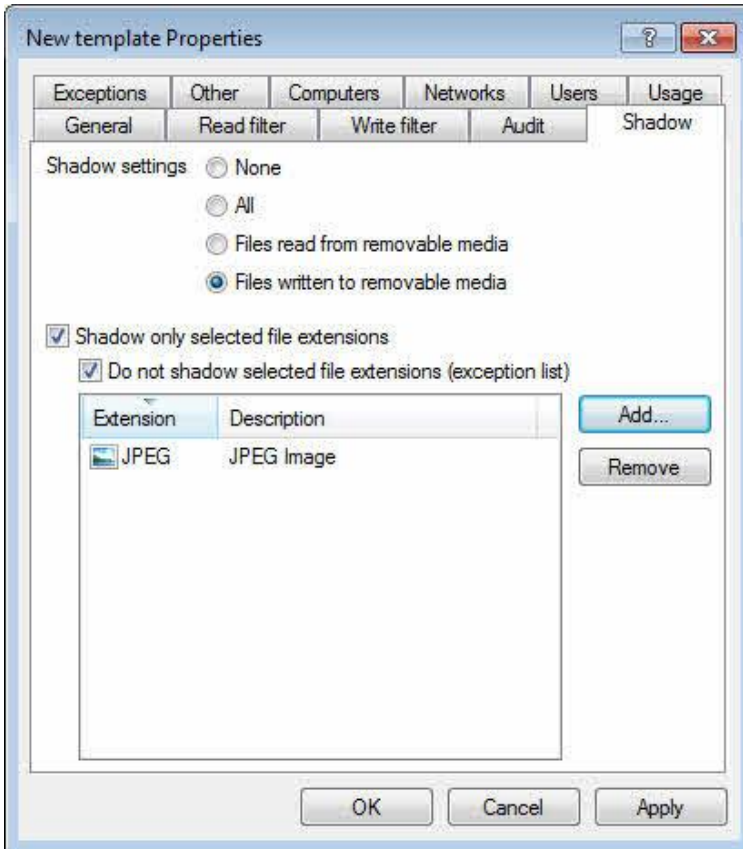 New template Properties
Exceptions Other Computers Networks Users Usage
General Read filter Write filter Audit Shadow
Shadow settings None
All
Files read from removable media
Files written to removable media
Shadow only selected file extensions
Do not shadow selected file extensions (exception list)
Extension Description Add...
JPEG JPEG Image Remove
OK Cancel Apply